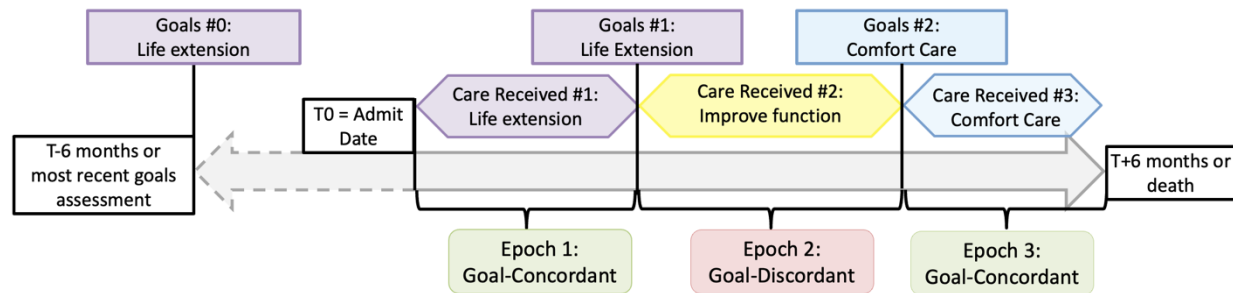 Goals #0:
Life extension
Goals #1:
Life Extension
Goals #2:
Comfort Care
T0 = Admit
Date
Care Received #1:
Life extension
Care Received #2:
Improve function
Care Received #3:
Comfort Care
T-6 months or
most recent goals
assessment
T+6 months or
death
Epoch 1:
Goal-Concordant
Epoch 2:
Goal-Discordant
Epoch 3:
Goal-Concordant